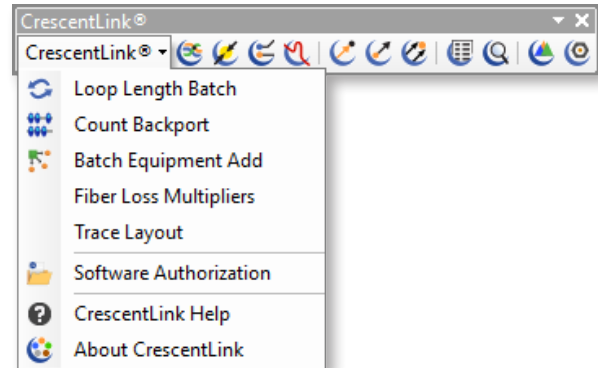 CrescentLink®
CrescentLink®
Loop Length Batch
Count Backport
Batch Equipment Add
Fiber Loss Multipliers
Trace Layout
Software Authorization
CrescentLink Help
About CrescentLink